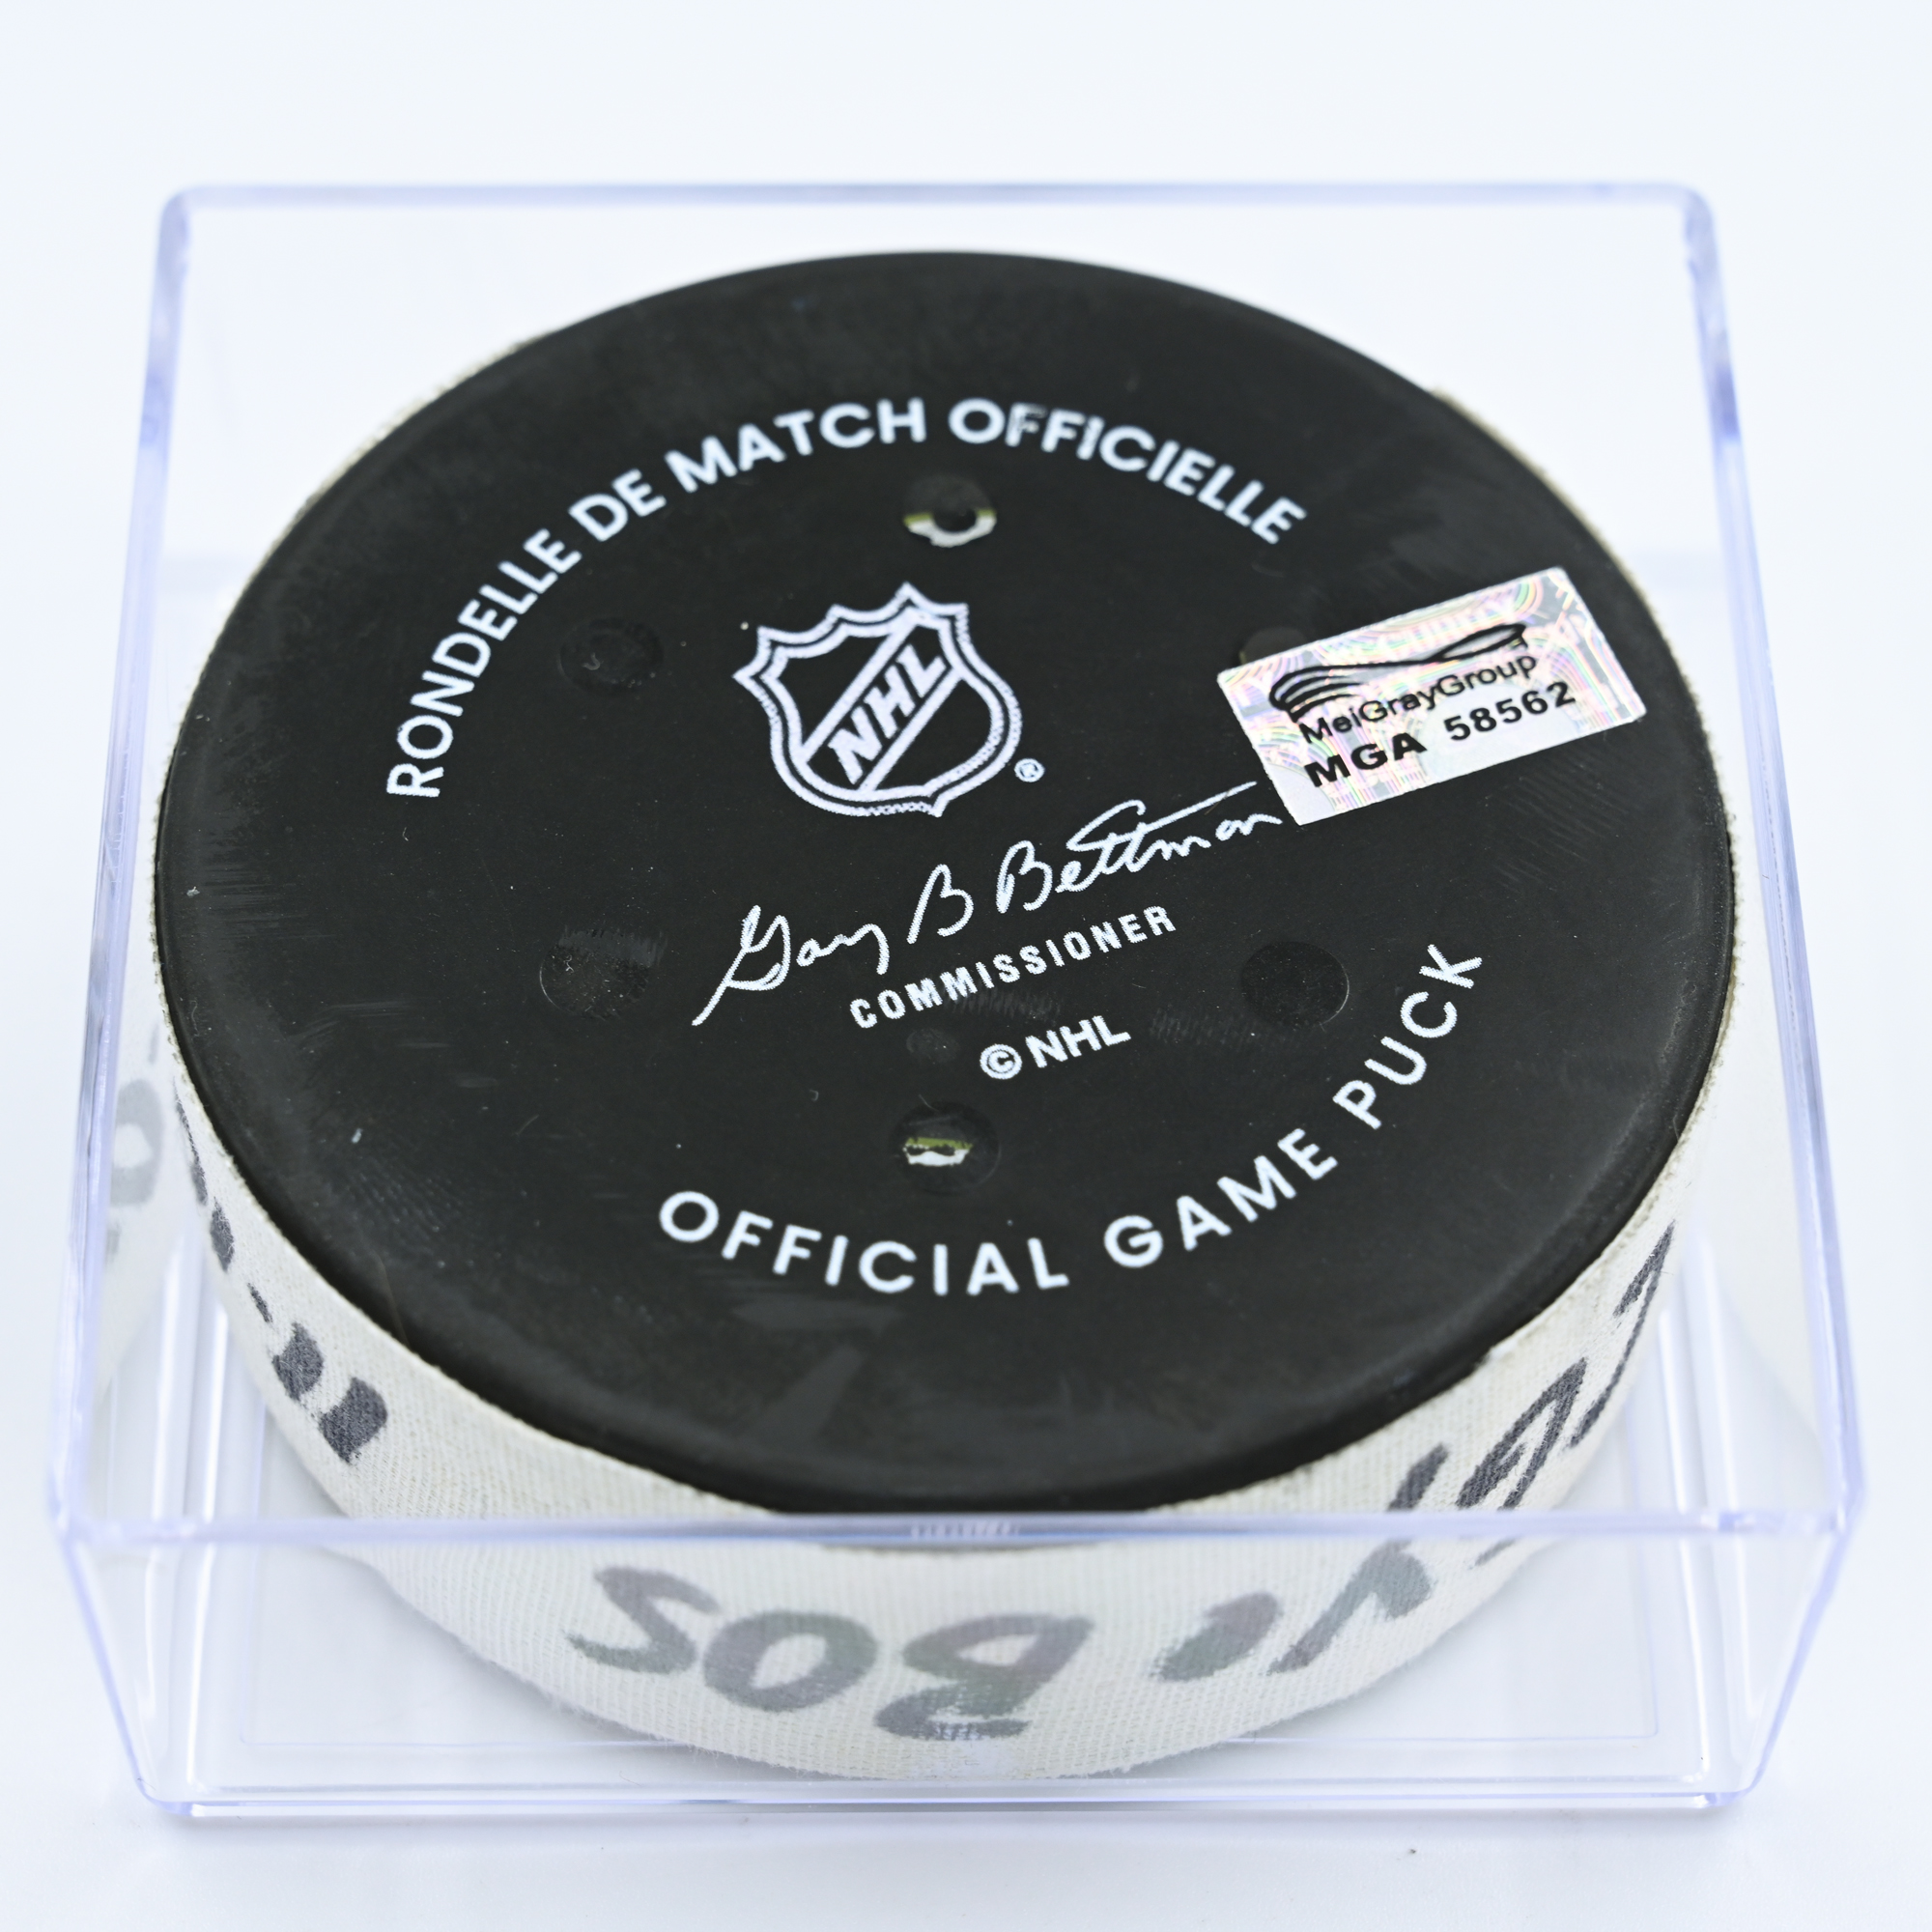 RONDELLE DE MATCH OFFICIELLE
NHL
®
MeiGrayGroup
MGA 58562
Gary B Bettman
COMMISSIONER
© NHL
OFFICIAL GAME PUCK
BOS